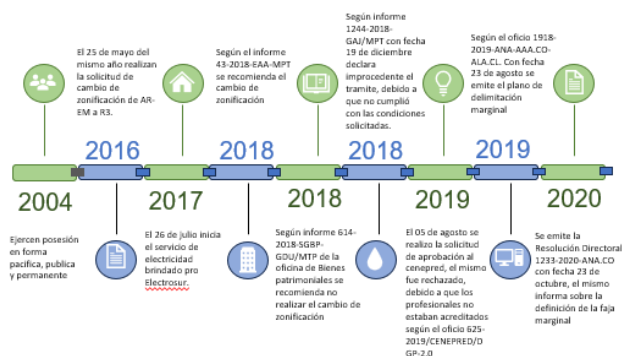 El 25 de mayo del
mismo año realizan
la solicitud de
cambio de
zonificación de AR-
EM a R3.
Según el informe
43-2018-EAA-MPT
se recomienda el
cambio de
zonificación
Según informe
1244-2018-
GAJ/MPT con fecha
19 de diciembre
declara
improcedente el
tramite, debido a
que no cumplió
con las condiciones
solicitadas.
Según el oficio 1918-
2019-ANA-AAA.CO-
ALA.CL. Con fecha
23 de agosto se
emite el plano de
delimitación
marginal
2016
2018
2018
2019
2004
2017
2018
2019
2020
Ejercen posesión en
forma
pacifica, publica
y permanente
El 26 de julio inicia
el servicio de
electricidad
brindado pro
Electrosur.
Según informe 614-
2018-SGBP-
GDU/MTP de la
oficina de Bienes
patrimoniales se
recomienda no
realizar el cambio de
zonificación
El 05 de agosto se
realizo la solicitud
de aprobación al
cenepred, el mismo
fue rechazado,
debido a que los
profesionales no
estaban acreditados
según el oficio 625-
2019/CENEPRED/D
GP-2.0
Se emite la
Resolución Directoral
1233-2020-ANA.CO
con fecha 23 de
octubre, el mismo
informa sobre la
definición de la faja
marginal